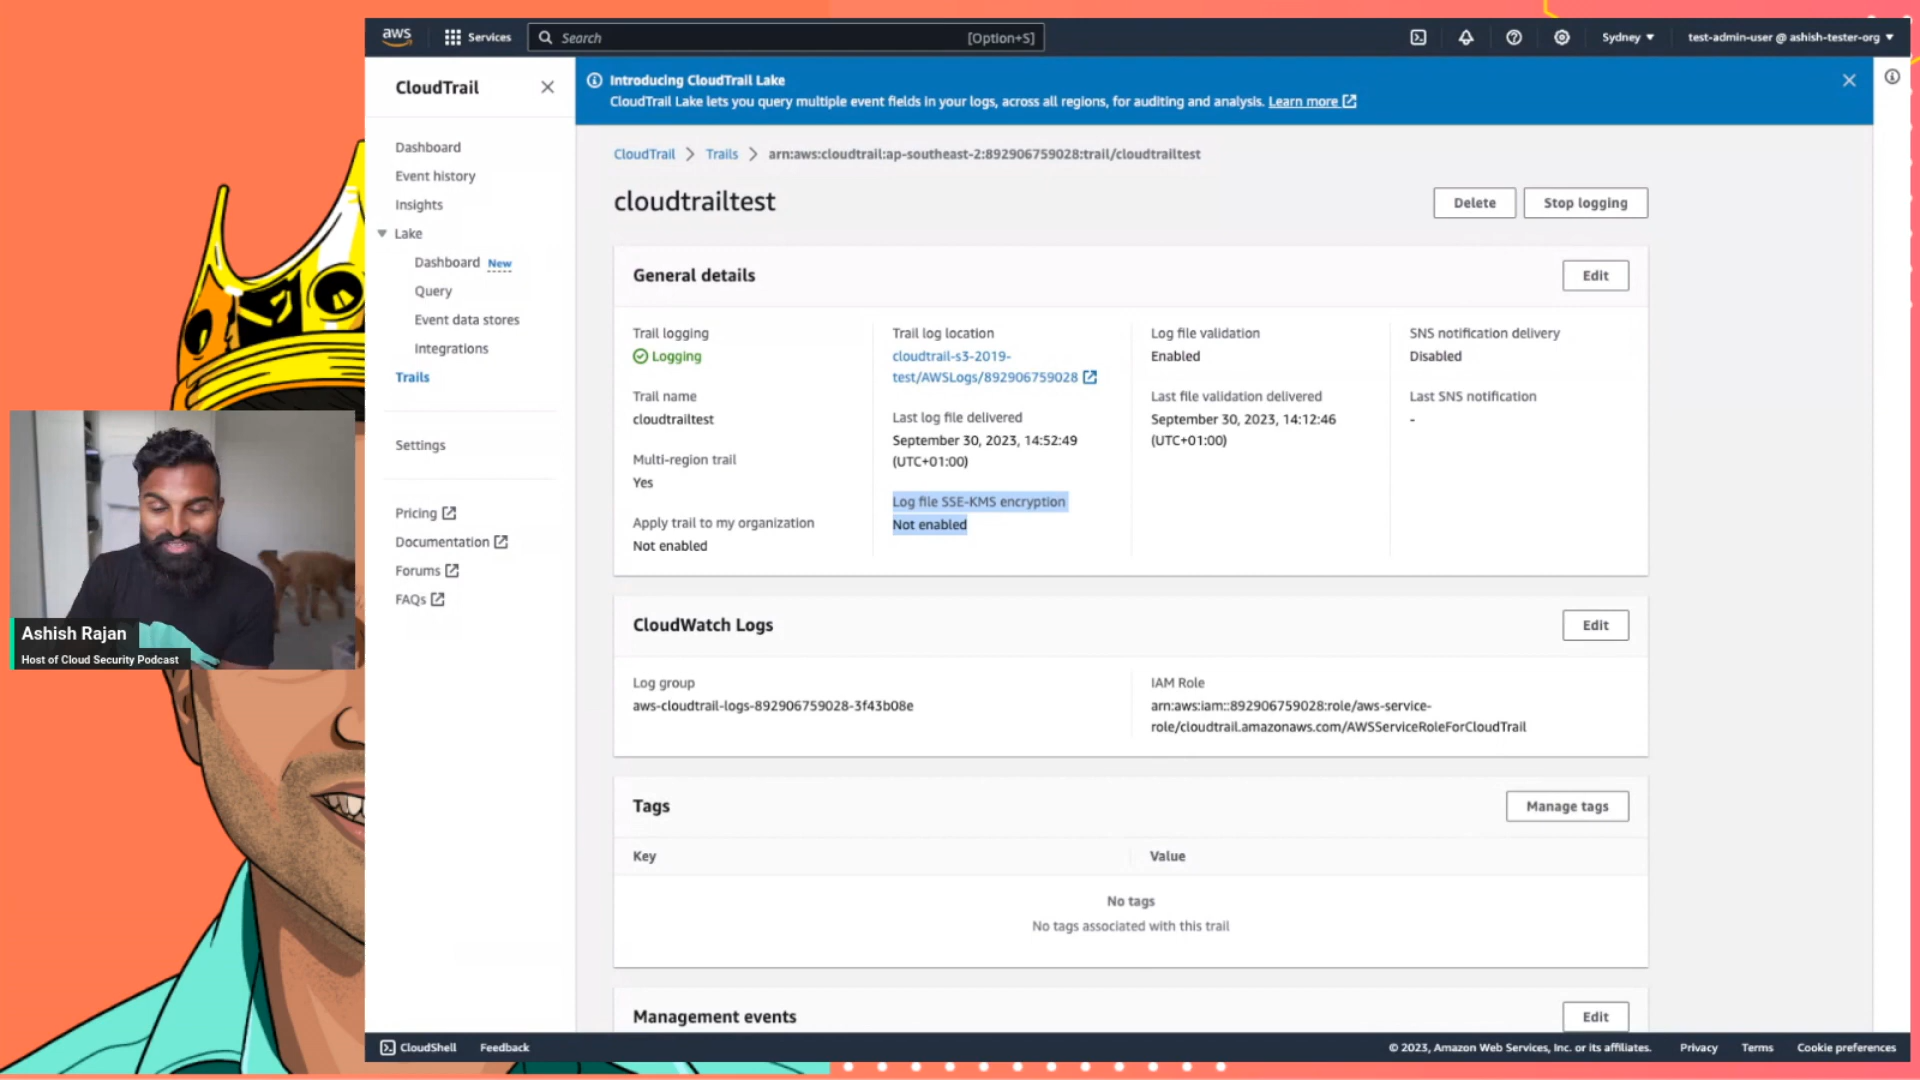 aws
Services
Search
[Option+S]
Sydney
test-admin-user @ ashish-tester-org
CloudTrail
Dashboard
Event history
Insights
Lake
Dashboard New
Query
Event data stores
Integrations
Trails
Settings
Pricing
Documentation
Forums
FAQs
Introducing CloudTrail Lake
CloudTrail Lake lets you query multiple event fields in your logs, across all regions, for auditing and analysis. Learn more
CloudTrail > Trails > arn:aws:cloudtrail:ap-southeast-2:892906759028:trail/cloudtrailtest
cloudtrailtest
Delete
Stop logging
General details
Edit
Trail logging
Logging
Trail name
cloudtrailtest
Multi-region trail
Yes
Apply trail to my organization
Not enabled
Trail log location
cloudtrail-s3-2019-
test/AWSLogs/892906759028
Last log file delivered
September 30, 2023, 14:52:49
(UTC+01:00)
Log file SSE-KMS encryption
Not enabled
Log file validation
Enabled
Last file validation delivered
September 30, 2023, 14:12:46
(UTC+01:00)
SNS notification delivery
Disabled
Last SNS notification
-
CloudWatch Logs
Edit
Log group
aws-cloudtrail-logs-892906759028-3f43b08e
IAM Role
arn:aws:iam::892906759028:role/aws-service-
role/cloudtrail.amazonaws.com/AWSServiceRoleForCloudTrail
Tags
Manage tags
Key
Value
No tags
No tags associated with this trail
Management events
Edit
CloudShell
Feedback
© 2023, Amazon Web Services, Inc. or its affiliates.
Privacy
Terms
Cookie preferences
Ashish Rajan
Host of Cloud Security Podcast